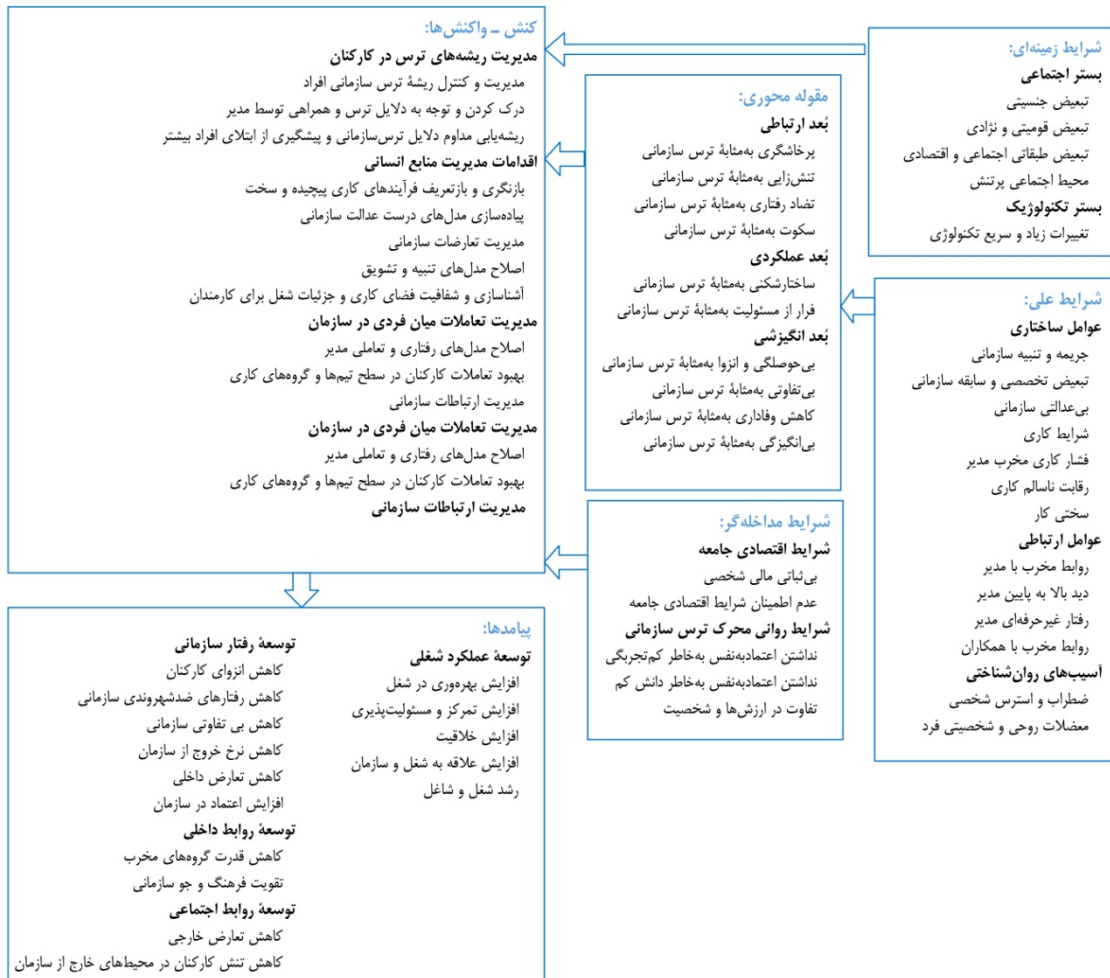 شرایط زمینه‌ای:
بستر اجتماعی
تبعیض جنسیتی
تبعیض قومیتی و نژادی
تبعیض طبقاتی اجتماعی و اقتصادی
محیط اجتماعی پرتنش
بستر تکنولوژیک
تغییرات زیاد و سریع تکنولوژی
شرایط علی:
عوامل ساختاری
جریمه و تنبیه سازمانی
تبعیض تخصصی و سابقه سازمانی
بی‌عدالتی سازمانی
شرایط کاری
فشار کاری مخرب مدیر
رقابت ناسالم کاری
سختی کار
عوامل ارتباطی
روابط مخرب با مدیر
دید بالا به پایین مدیر
رفتار غیرحرفه‌ای مدیر
روابط مخرب با همکاران
آسیب‌های روان‌شناختی
ضطراب و استرس شخصی
معضلات روحی و شخصیتی فرد
مقوله محوری:
بُعد ارتباطی
پرخاشگری به‌مثابۀ ترس سازمانی
تنش‌زایی به‌مثابۀ ترس سازمانی
تضاد رفتاری به‌مثابۀ ترس سازمانی
سکوت به‌مثابۀ ترس سازمانی
بُعد عملکردی
ساختارشکنی به‌مثابۀ ترس سازمانی
فرار از مسئولیت به‌مثابۀ ترس سازمانی
بُعد انگیزشی
بی‌حوصلگی و انزوا به‌مثابۀ ترس سازمانی
بی‌تفاوتی به‌مثابۀ ترس سازمانی
کاهش وفاداری به‌مثابۀ ترس سازمانی
بی‌انگیزگی به‌مثابۀ ترس سازمانی
شرایط مداخله‌گر:
شرایط اقتصادی جامعه
بی‌ثباتی مالی شخصی
عدم اطمینان شرایط اقتصادی جامعه
شرایط روانی محرک ترس سازمانی
نداشتن اعتمادبه‌نفس به‌خاطر کم‌تجربگی
نداشتن اعتمادبه‌نفس به‌خاطر دانش کم
تفاوت در ارزش‌ها و شخصیت
کنش ـ واکنش‌ها:
مدیریت ریشه‌های ترس در کارکنان
مدیریت و کنترل ریشۀ ترس سازمانی افراد
درک کردن و توجه به دلایل ترس و همراهی توسط مدیر
ریشه‌یابی مداوم دلایل ترس‌سازمانی و پیشگیری از ابتلای افراد بیشتر
اقدامات مدیریت منابع انسانی
بازنگری و بازتعریف فرآیندهای کاری پیچیده و سخت
پیاده‌سازی مدل‌های درست عدالت سازمانی
مدیریت تعارضات سازمانی
اصلاح مدل‌های تنبیه و تشویق
آشناسازی و شفافیت فضای کاری و جزئیات شغل برای کارمندان
مدیریت تعاملات میان فردی در سازمان
اصلاح مدل‌های رفتاری و تعاملی مدیر
بهبود تعاملات کارکنان در سطح تیم‌ها و گروه‌های کاری
مدیریت ارتباطات سازمانی
مدیریت تعاملات میان فردی در سازمان
اصلاح مدل‌های رفتاری و تعاملی مدیر
بهبود تعاملات کارکنان در سطح تیم‌ها و گروه‌های کاری
مدیریت ارتباطات سازمانی
پیامدها:
توسعۀ عملکرد شغلی
افزایش بهره‌وری در شغل
افزایش تمرکز و مسئولیت‌پذیری
افزایش خلاقیت
افزایش علاقه به شغل و سازمان
رشد شغل و شاغل
توسعۀ رفتار سازمانی
کاهش انزوای کارکنان
کاهش رفتارهای ضدشهروندی سازمانی
کاهش بی تفاوتی سازمانی
کاهش نرخ خروج از سازمان
کاهش تعارض داخلی
افزایش اعتماد در سازمان
توسعۀ روابط داخلی
کاهش قدرت گروه‌های مخرب
تقویت فرهنگ و جو سازمانی
توسعۀ روابط اجتماعی
کاهش تعارض خارجی
کاهش تنش کارکنان در محیط‌های خارج از سازمان